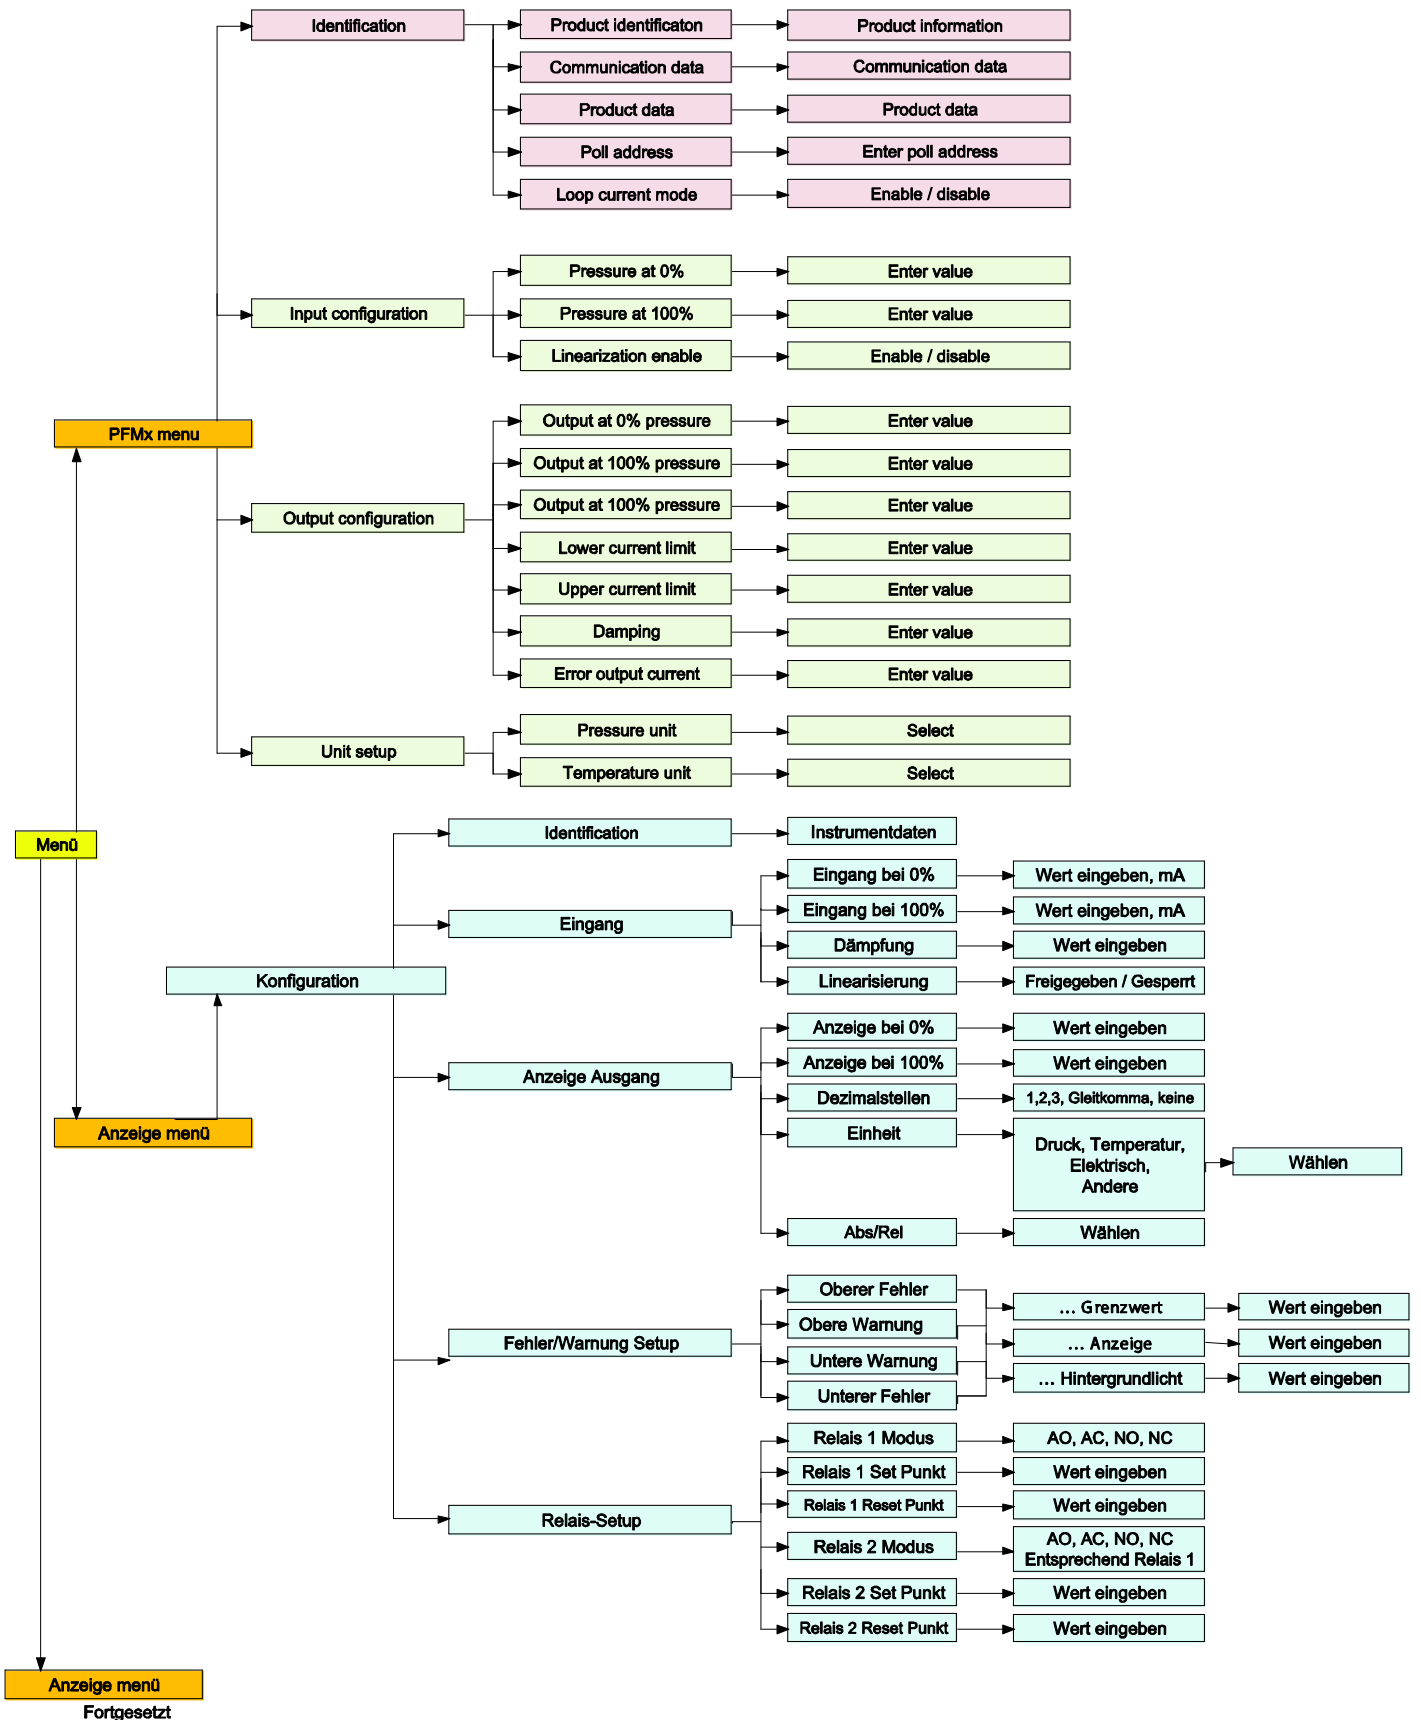 Identification
Product identificaton
Product information
Communication data
Communication data
Product data
Product data
Poll address
Enter poll address
Loop current mode
Enable / disable
Input configuration
Pressure at 0%
Enter value
Pressure at 100%
Enter value
Linearization enable
Enable / disable
PFMx menu
Output configuration
Output at 0% pressure
Enter value
Output at 100% pressure
Enter value
Output at 100% pressure
Enter value
Lower current limit
Enter value
Upper current limit
Enter value
Damping
Enter value
Error output current
Enter value
Unit setup
Pressure unit
Select
Temperature unit
Select
Menü
Identification
Instrumentdaten
Eingang
Eingang bei 0%
Wert eingeben, mA
Eingang bei 100%
Wert eingeben, mA
Dämpfung
Wert eingeben
Linearisierung
Freigegeben / Gesperrt
Konfiguration
Anzeige Ausgang
Anzeige bei 0%
Wert eingeben
Anzeige bei 100%
Wert eingeben
Dezimalstellen
1,2,3, Gleitkomma, keine
Einheit
Druck, Temperatur,
Elektrisch,
Andere
Wählen
Abs/Rel
Wählen
Anzeige menü
Fehler/Warnung Setup
Oberer Fehler
Obere Warnung
Untere Warnung
Unterer Fehler
... Grenzwert
Wert eingeben
... Anzeige
Wert eingeben
... Hintergrundlicht
Wert eingeben
Relais-Setup
Relais 1 Modus
AO, AC, NO, NC
Relais 1 Set Punkt
Wert eingeben
Relais 1 Reset Punkt
Wert eingeben
Relais 2 Modus
AO, AC, NO, NC
Entsprechend Relais 1
Relais 2 Set Punkt
Wert eingeben
Relais 2 Reset Punkt
Wert eingeben
Anzeige menü
Fortgesetzt